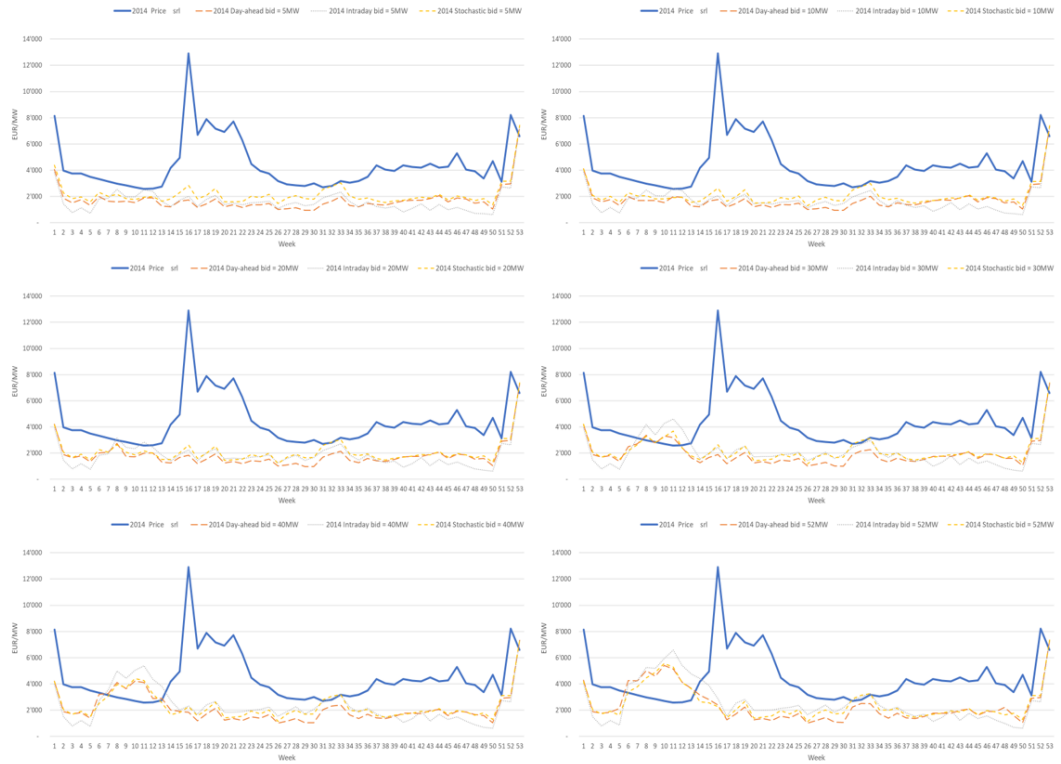 2014 Price srl 2014 Day-ahead bid = 5MW 2014 Intraday bid = 5MW 2014 Stochastic bid = 5MW
14'000
12'000
10'000
8'000
6'000
4'000
2'000
-
EUR/MW
1 2 3 4 5 6 7 8 9 10 11 12 13 14 15 16 17 18 19 20 21 22 23 24 25 26 27 28 29 30 31 32 33 34 35 36 37 38 39 40 41 42 43 44 45 46 47 48 49 50 51 52 53
Week
2014 Price srl 2014 Day-ahead bid = 10MW 2014 Intraday bid = 10MW 2014 Stochastic bid = 10MW
14'000
12'000
10'000
8'000
6'000
4'000
2'000
-
EUR/MW
1 2 3 4 5 6 7 8 9 10 11 12 13 14 15 16 17 18 19 20 21 22 23 24 25 26 27 28 29 30 31 32 33 34 35 36 37 38 39 40 41 42 43 44 45 46 47 48 49 50 51 52 53
Week
2014 Price srl 2014 Day-ahead bid = 20MW 2014 Intraday bid = 20MW 2014 Stochastic bid = 20MW
14'000
12'000
10'000
8'000
6'000
4'000
2'000
-
EUR/MW
1 2 3 4 5 6 7 8 9 10 11 12 13 14 15 16 17 18 19 20 21 22 23 24 25 26 27 28 29 30 31 32 33 34 35 36 37 38 39 40 41 42 43 44 45 46 47 48 49 50 51 52 53
Week
2014 Price srl 2014 Day-ahead bid = 30MW 2014 Intraday bid = 30MW 2014 Stochastic bid = 30MW
14'000
12'000
10'000
8'000
6'000
4'000
2'000
-
EUR/MW
1 2 3 4 5 6 7 8 9 10 11 12 13 14 15 16 17 18 19 20 21 22 23 24 25 26 27 28 29 30 31 32 33 34 35 36 37 38 39 40 41 42 43 44 45 46 47 48 49 50 51 52 53
Week
2014 Price srl 2014 Day-ahead bid = 40MW 2014 Intraday bid = 40MW 2014 Stochastic bid = 40MW
14'000
12'000
10'000
8'000
6'000
4'000
2'000
-
EUR/MW
1 2 3 4 5 6 7 8 9 10 11 12 13 14 15 16 17 18 19 20 21 22 23 24 25 26 27 28 29 30 31 32 33 34 35 36 37 38 39 40 41 42 43 44 45 46 47 48 49 50 51 52 53
Week
2014 Price srl 2014 Day-ahead bid = 52MW 2014 Intraday bid = 52MW 2014 Stochastic bid = 52MW
14'000
12'000
10'000
8'000
6'000
4'000
2'000
-
EUR/MW
1 2 3 4 5 6 7 8 9 10 11 12 13 14 15 16 17 18 19 20 21 22 23 24 25 26 27 28 29 30 31 32 33 34 35 36 37 38 39 40 41 42 43 44 45 46 47 48 49 50 51 52 53
Week